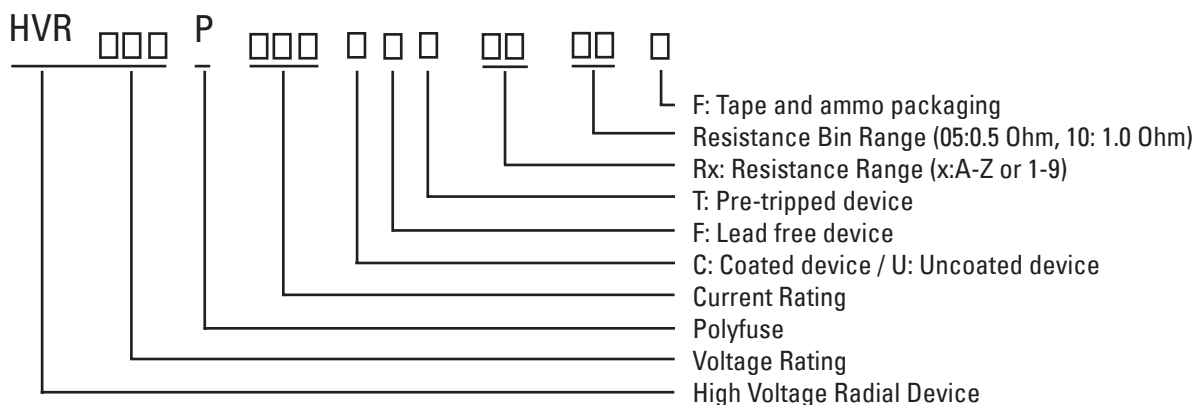 HVR □□□ P □□□ □ □ □ □□ □□ □
F: Tape and ammo packaging
Resistance Bin Range (05:0.5 Ohm, 10: 1.0 Ohm)
Rx: Resistance Range (x:A-Z or 1-9)
T: Pre-tripped device
F: Lead free device
C: Coated device / U: Uncoated device
Current Rating
Polyfuse
Voltage Rating
High Voltage Radial Device